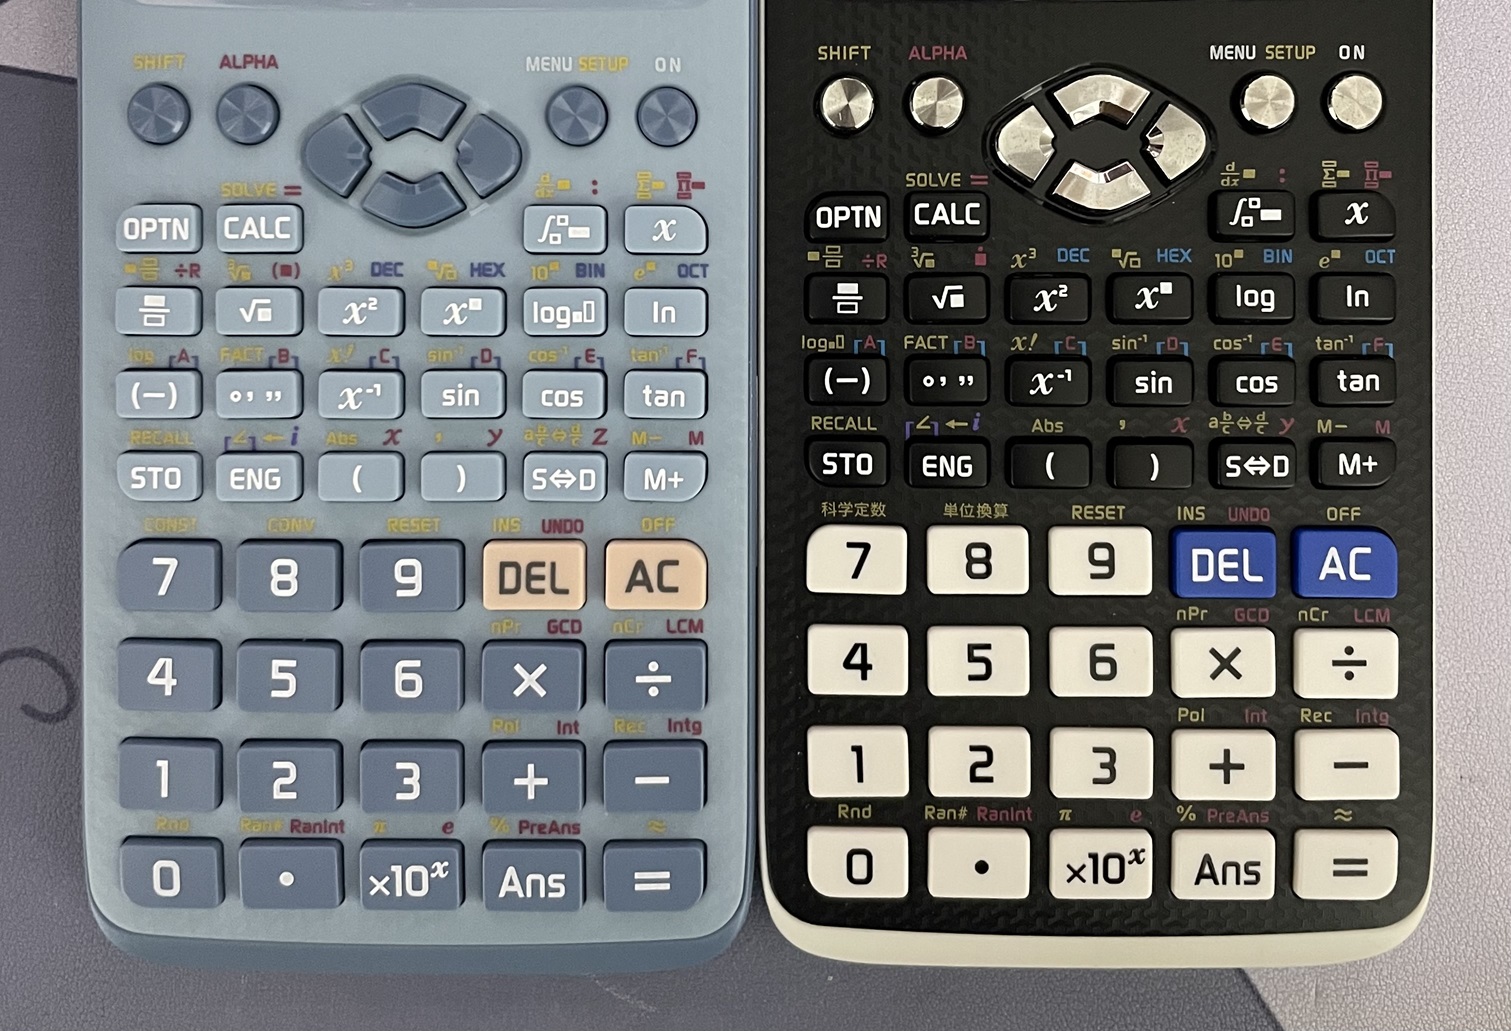 SHIFT ALPHA MENU SETUP ON
SOLVE = d/dx■ : Σ Π
OPTN CALC ∫ x
÷R ³√■ (■) x³ DEC HEX 10■ BIN e■ OCT
√■ x² x■ log■□ ln
log A FACT B x! C sin⁻¹ D cos⁻¹ E tan⁻¹ F
(−) ° ’ ” x⁻¹ sin cos tan
RECALL ∠ ← i Abs x , y a b/c ⇔ d/c z M− M
STO ENG ( ) S⇔D M+
CONST CONV RESET INS UNDO OFF
7 8 9 DEL AC
nPr GCD nCr LCM
4 5 6 × ÷
Pol Int Rec Intg
1 2 3 + −
Rnd Ran# RanInt π e % PreAns ≈
0 • ×10ˣ Ans =
SHIFT ALPHA MENU SETUP ON
SOLVE = d/dx■ : Σ Π
OPTN CALC ∫ x
÷R ³√■ x³ DEC HEX 10■ BIN e■ OCT
√■ x² x■ log ln
log■□ A FACT B x! C sin⁻¹ D cos⁻¹ E tan⁻¹ F
(−) ° ’ ” x⁻¹ sin cos tan
RECALL ∠ ← i Abs , x a b/c ⇔ d/c y M− M
STO ENG ( ) S⇔D M+
科学定数 単位換算 RESET INS UNDO OFF
7 8 9 DEL AC
nPr GCD nCr LCM
4 5 6 × ÷
Pol Int Rec Intg
1 2 3 + −
Rnd Ran# RanInt π e % PreAns ≈
0 • ×10ˣ Ans =